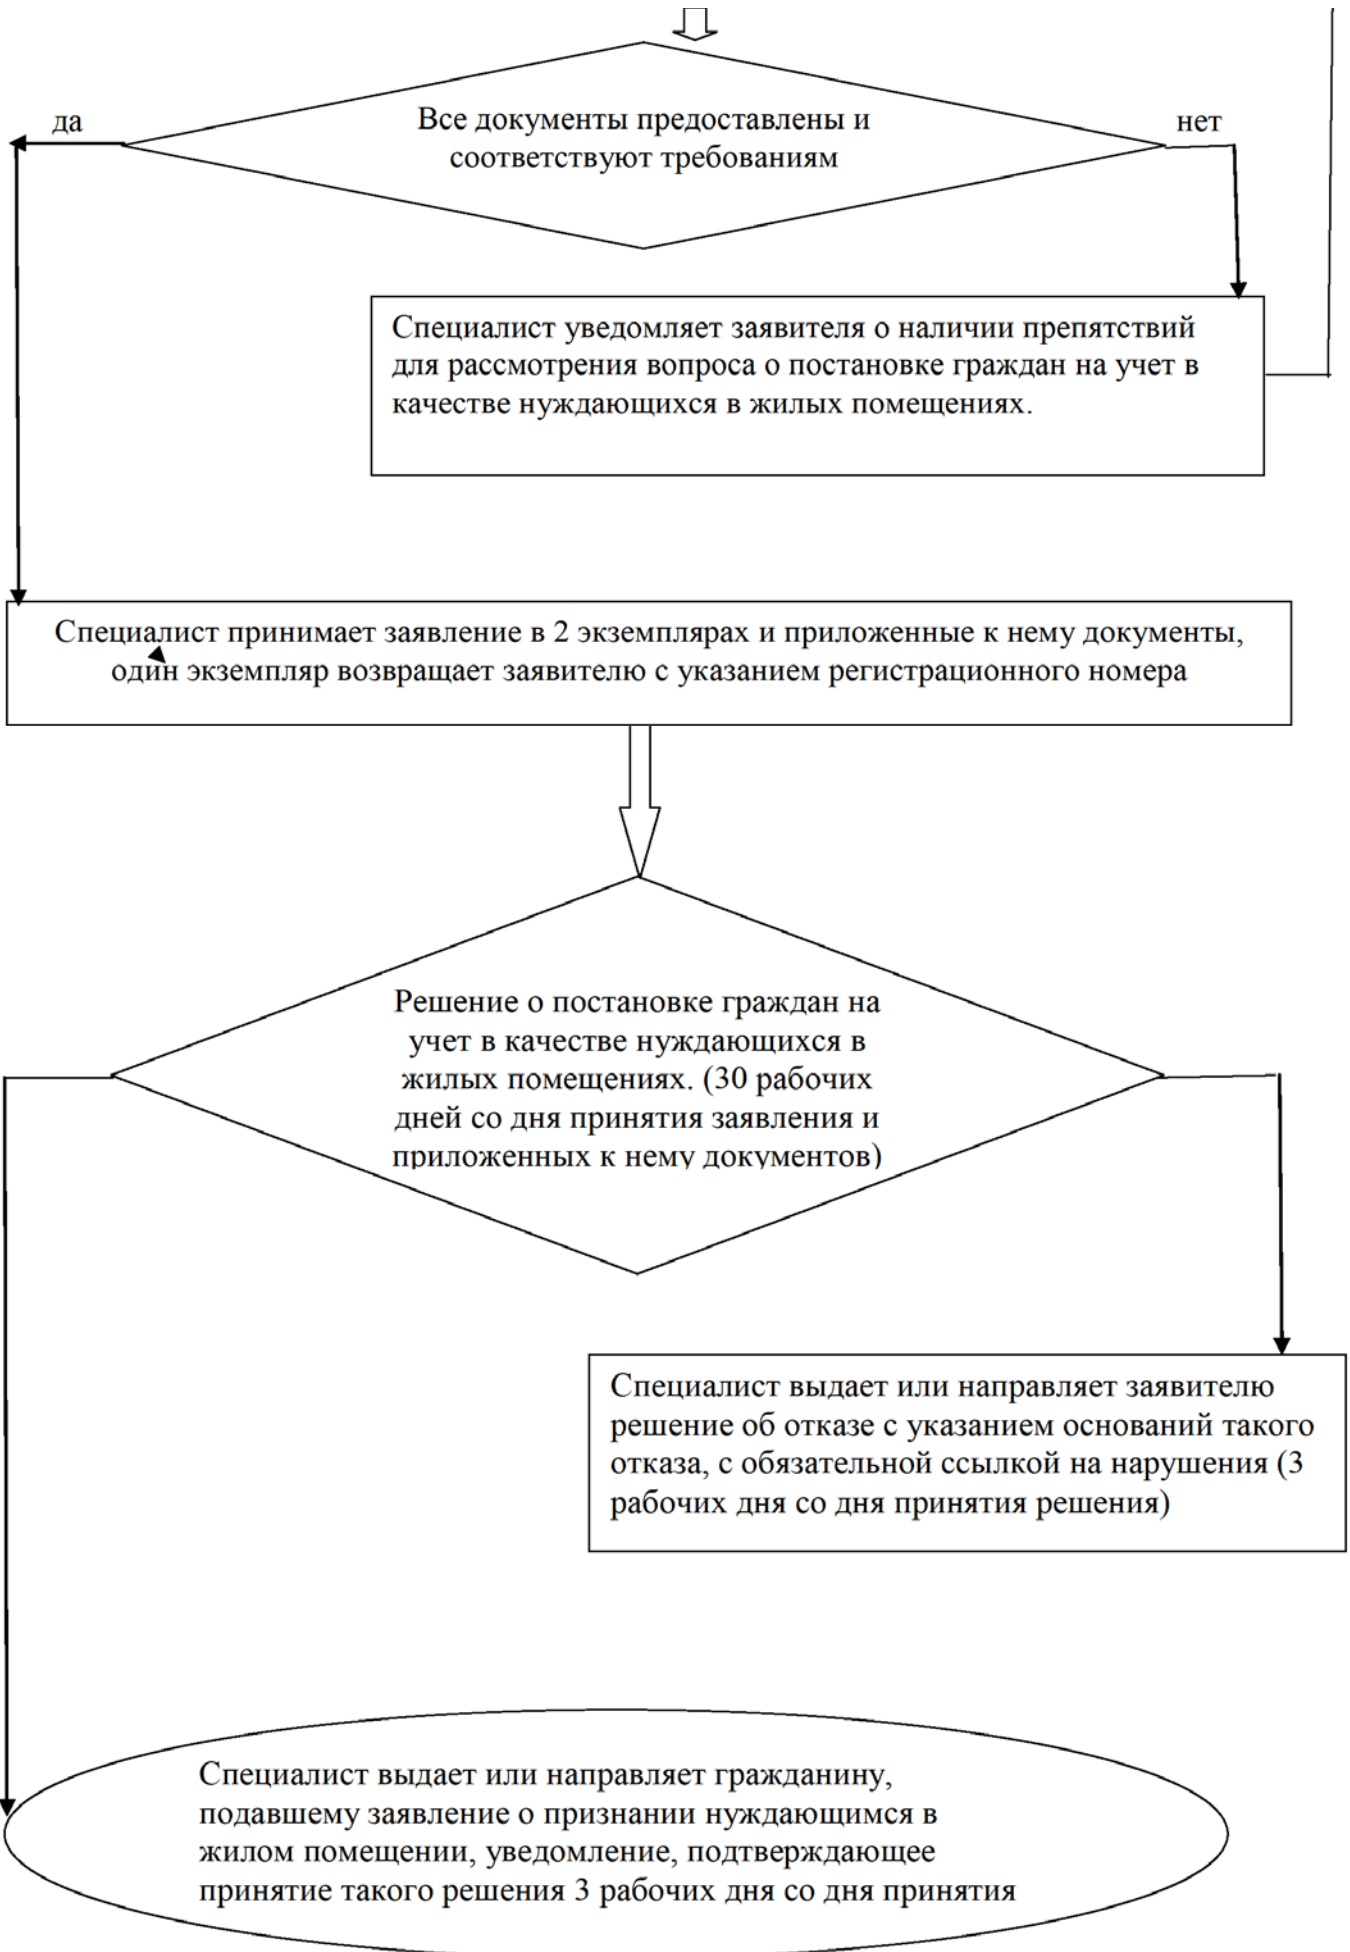 да
Все документы предоставлены и
соответствуют требованиям
нет
Специалист уведомляет заявителя о наличии препятствий
для рассмотрения вопроса о постановке граждан на учет в
качестве нуждающихся в жилых помещениях.
Специалист принимает заявление в 2 экземплярах и приложенные к нему документы,
один экземпляр возвращает заявителю с указанием регистрационного номера
Решение о постановке граждан на
учет в качестве нуждающихся в
жилых помещениях. (30 рабочих
дней со дня принятия заявления и
приложенных к нему документов)
Специалист выдает или направляет заявителю
решение об отказе с указанием оснований такого
отказа, с обязательной ссылкой на нарушения (3
рабочих дня со дня принятия решения)
Специалист выдает или направляет гражданину,
подавшему заявление о признании нуждающимся в
жилом помещении, уведомление, подтверждающее
принятие такого решения 3 рабочих дня со дня принятия